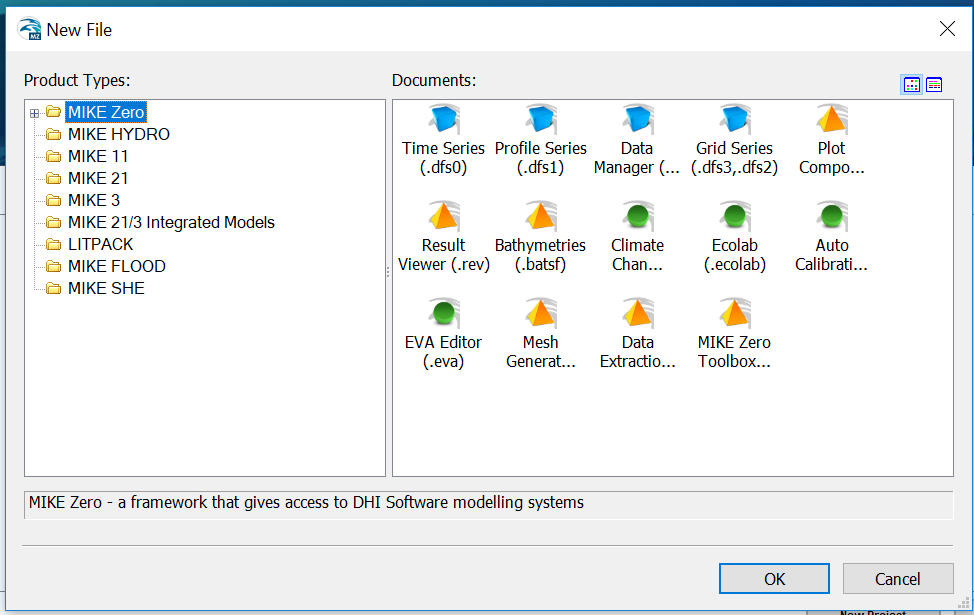 New File
Product Types:
MIKE Zero
MIKE HYDRO
MIKE 11
MIKE 21
MIKE 3
MIKE 21/3 Integrated Models
LITPACK
MIKE FLOOD
MIKE SHE
Documents:
Time Series
(.dfs0)
Profile Series
(.dfs1)
Data
Manager (...
Grid Series
(.dfs3,.dfs2)
Plot
Compo...
Result
Viewer (.rev)
Bathymetries
(.batsf)
Climate
Chan...
Ecolab
(.ecolab)
Auto
Calibrati...
EVA Editor
(.eva)
Mesh
Generat...
Data
Extractio...
MIKE Zero
Toolbox...
MIKE Zero - a framework that gives access to DHI Software modelling systems
OK
Cancel
New Project